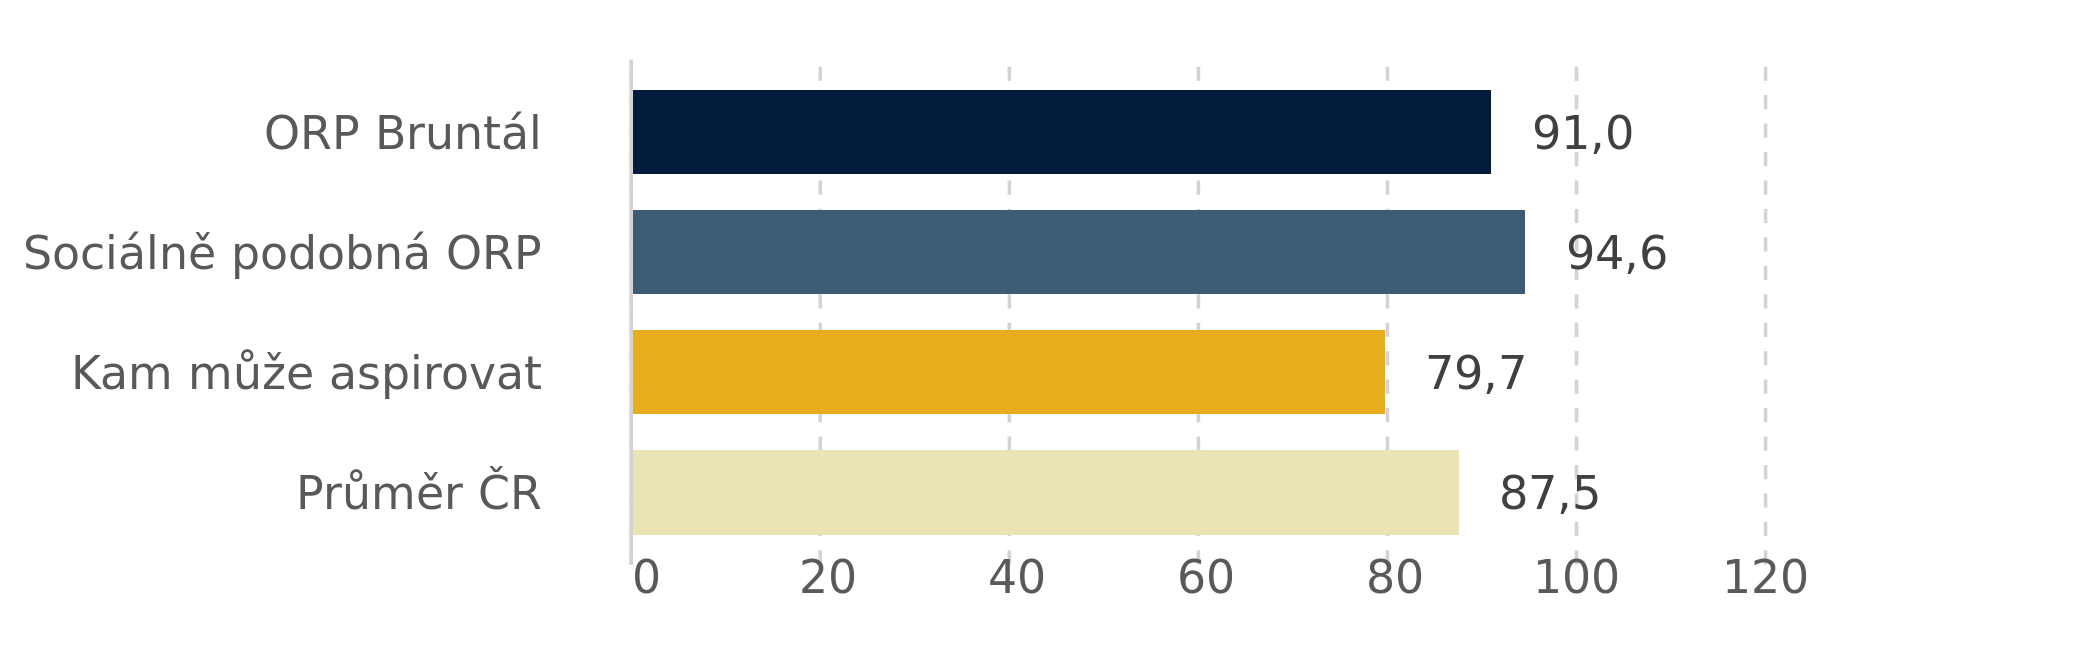 ORP Bruntál 91,0
Sociálně podobná ORP 94,6
Kam může aspirovat 79,7
Průměr ČR 87,5
0 20 40 60 80 100 120